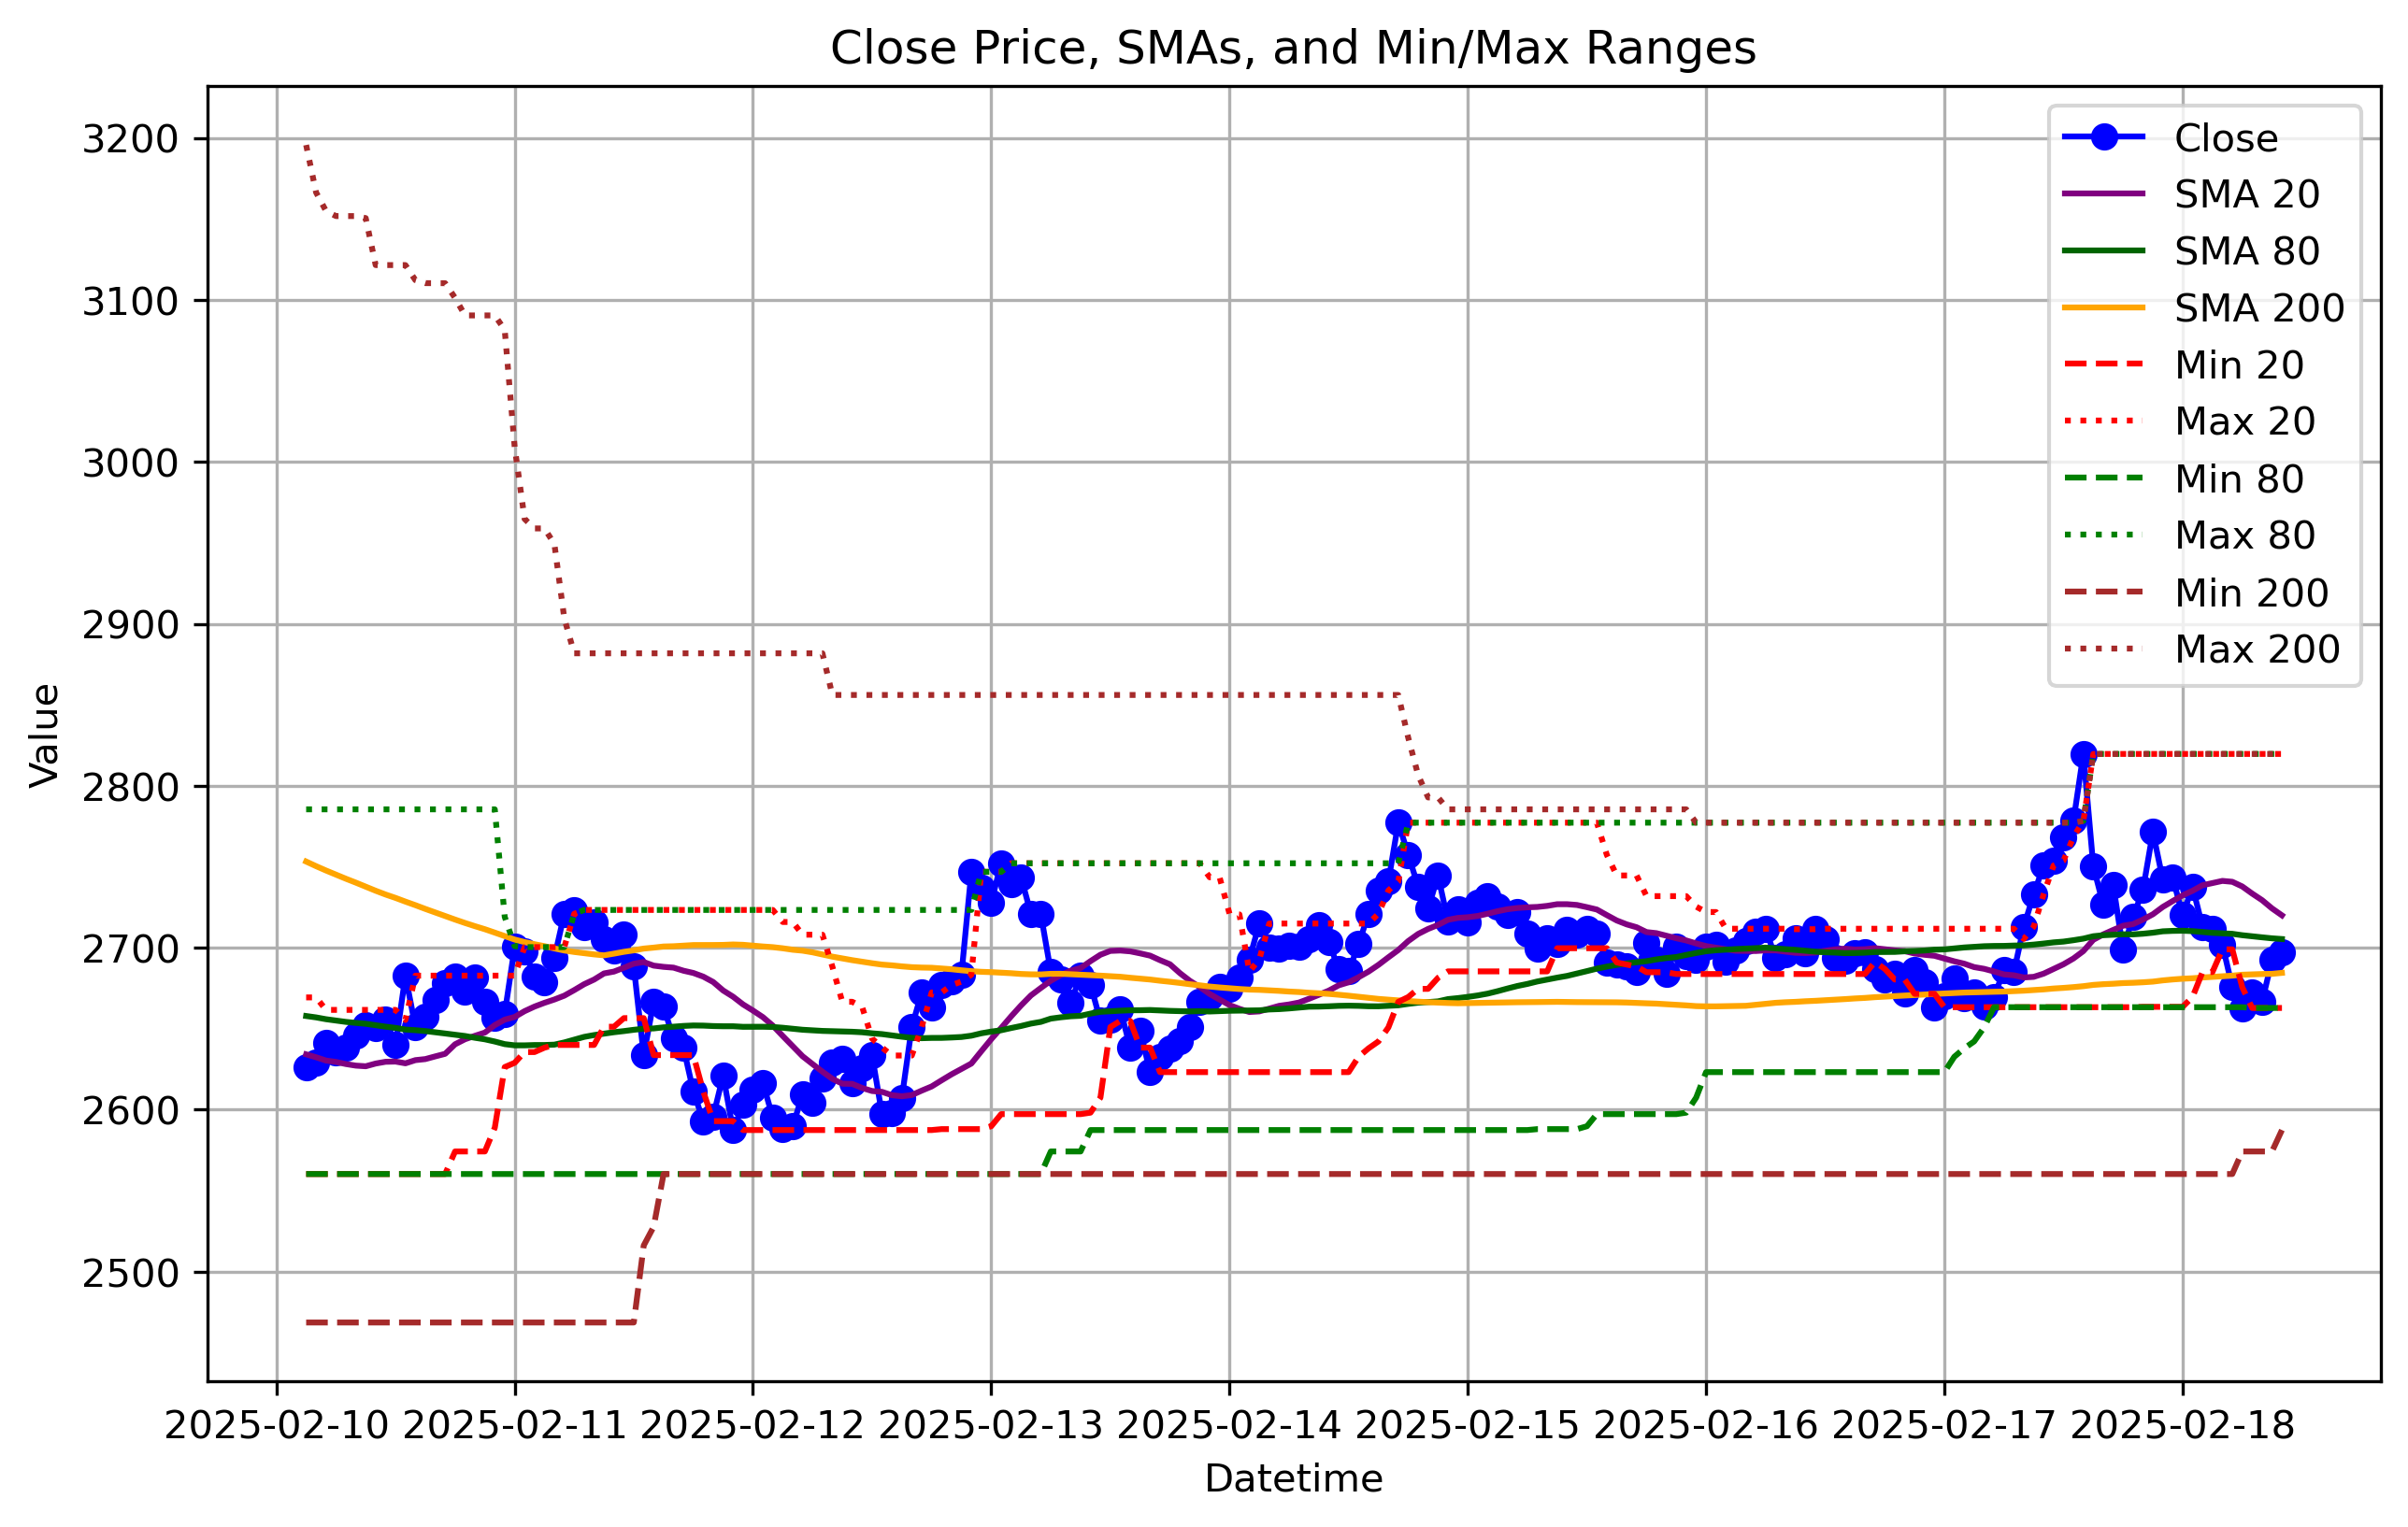 Close Price, SMAs, and Min/Max Ranges
3200
3100
3000
2900
2800
2700
2600
2500
Value
Close
SMA 20
SMA 80
SMA 200
Min 20
Max 20
Min 80
Max 80
Min 200
Max 200
2025-02-10 2025-02-11 2025-02-12 2025-02-13 2025-02-14 2025-02-15 2025-02-16 2025-02-17 2025-02-18
Datetime